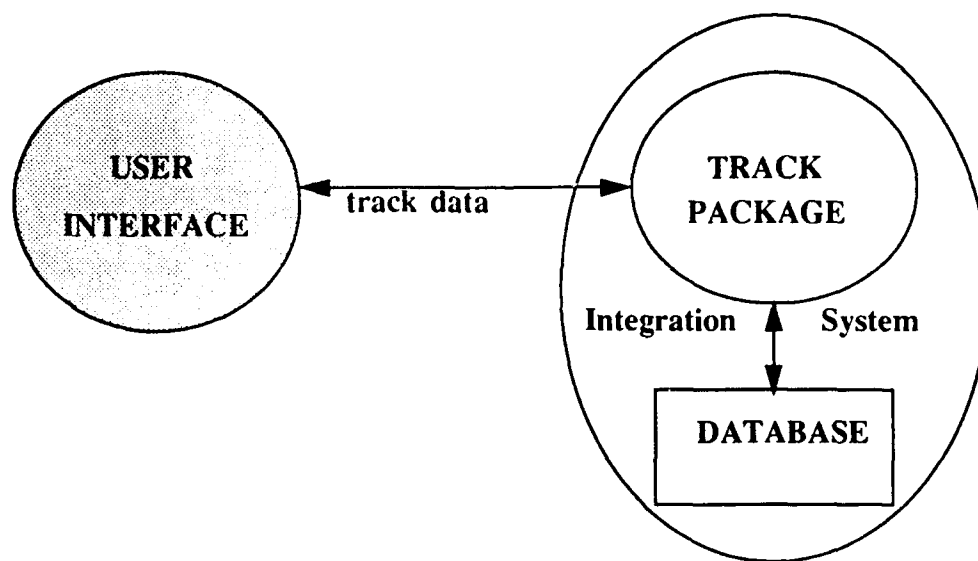 USER
INTERFACE
track data
TRACK
PACKAGE
Integration System
DATABASE